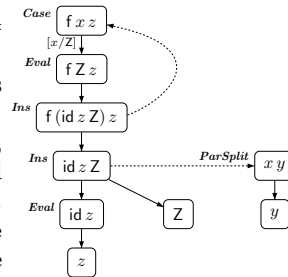 Case
f x z
[x/Z]
Eval
f Z z
Ins
f (id z Z) z
Ins
id z Z
ParSplit
x y
Eval
id z
Z
y
z